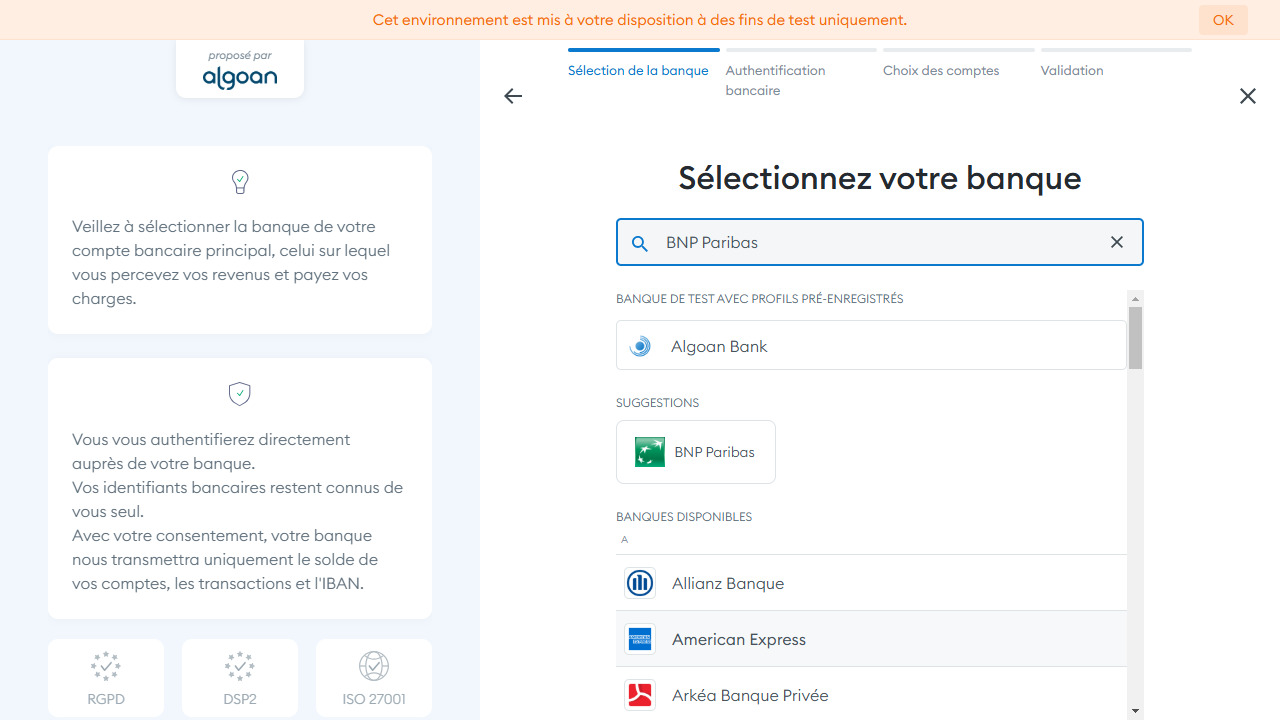 Cet environnement est mis à votre disposition à des fins de test uniquement.
OK
proposé par
algoan
Veillez à sélectionner la banque de votre
compte bancaire principal, celui sur lequel
vous percevez vos revenus et payez vos
charges.
Vous vous authentifierez directement
auprès de votre banque.
Vos identifiants bancaires restent connus de
vous seul.
Avec votre consentement, votre banque
nous transmettra uniquement le solde de
vos comptes, les transactions et l'IBAN.
RGPD
DSP2
ISO 27001
Sélection de la banque
Authentification
bancaire
Choix des comptes
Validation
Sélectionnez votre banque
BNP Paribas
BANQUE DE TEST AVEC PROFILS PRÉ-ENREGISTRÉS
Algoan Bank
SUGGESTIONS
BNP Paribas
BANQUES DISPONIBLES
A
Allianz Banque
American Express
Arkéa Banque Privée